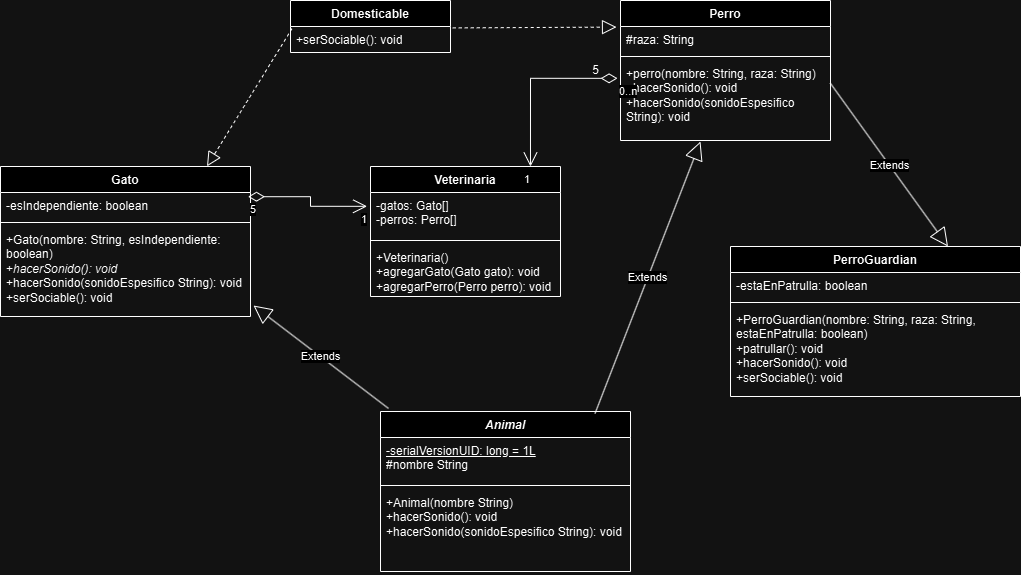 Domesticable
+serSociable(): void
Perro
#raza: String
+perro(nombre: String, raza: String)
hacerSonido(): void
+hacerSonido(sonidoEspesifico
String): void
5
0..n
Extends
Gato
-esIndependiente: boolean
+Gato(nombre: String, esIndependiente:
boolean)
+hacerSonido(): void
+hacerSonido(sonidoEspesifico String): void
+serSociable(): void
5
1
Veterinaria
1
-gatos: Gato[]
-perros: Perro[]
+Veterinaria()
+agregarGato(Gato gato): void
+agregarPerro(Perro perro): void
Extends
PerroGuardian
-estaEnPatrulla: boolean
+PerroGuardian(nombre: String, raza: String,
estaEnPatrulla: boolean)
+patrullar(): void
+hacerSonido(): void
+serSociable(): void
Extends
Animal
-serialVersionUID: long = 1L
#nombre String
+Animal(nombre String)
+hacerSonido(): void
+hacerSonido(sonidoEspesifico String): void